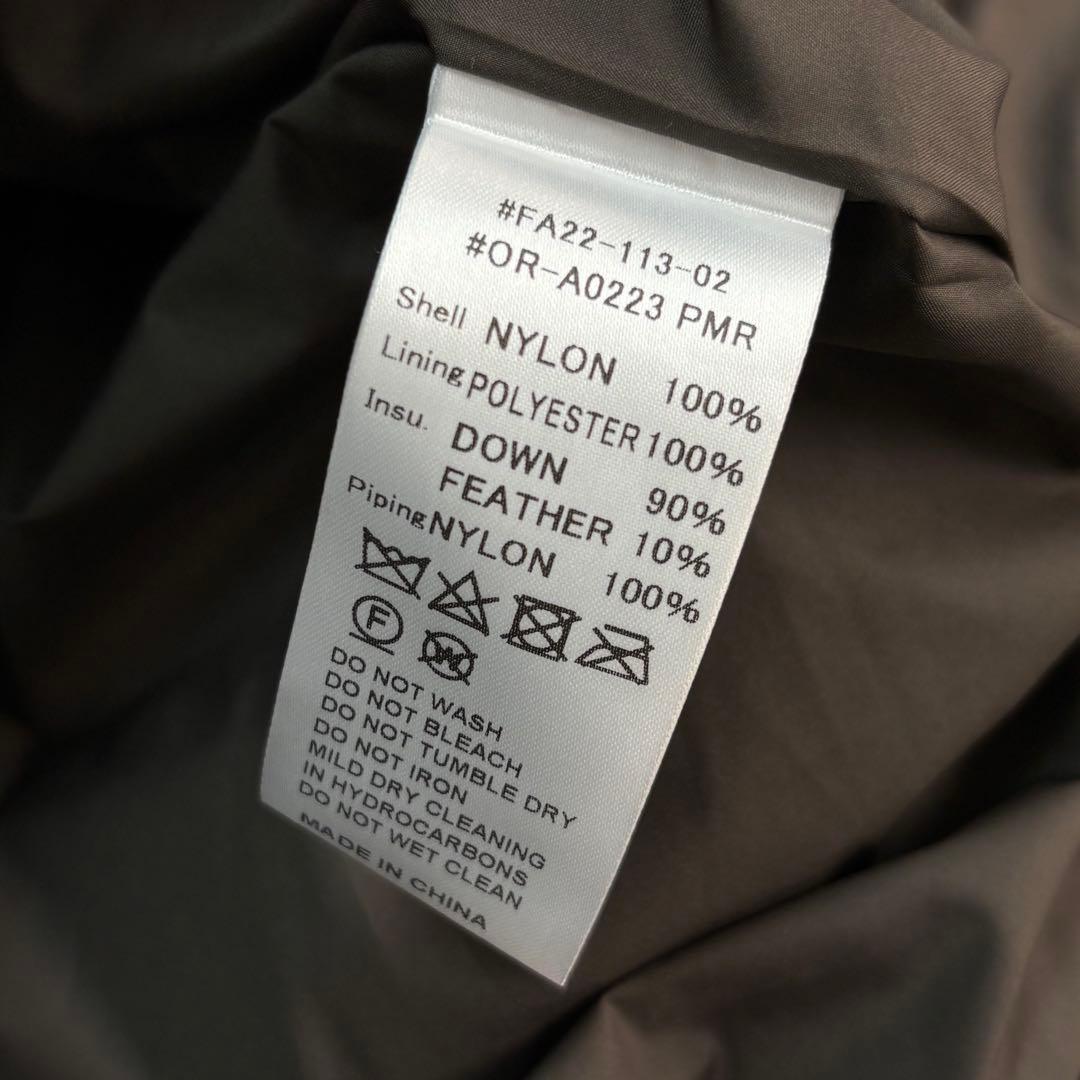 #FA22-113-02
#OR-A0223 PMR
Shell NYLON 100%
Lining POLYESTER 100%
Insu. DOWN 90%
FEATHER 10%
Piping NYLON 100%
F W
DO NOT WASH
DO NOT BLEACH
DO NOT TUMBLE DRY
DO NOT IRON
MILD DRY CLEANING
IN HYDROCARBONS
DO NOT WET CLEAN
MADE IN CHINA